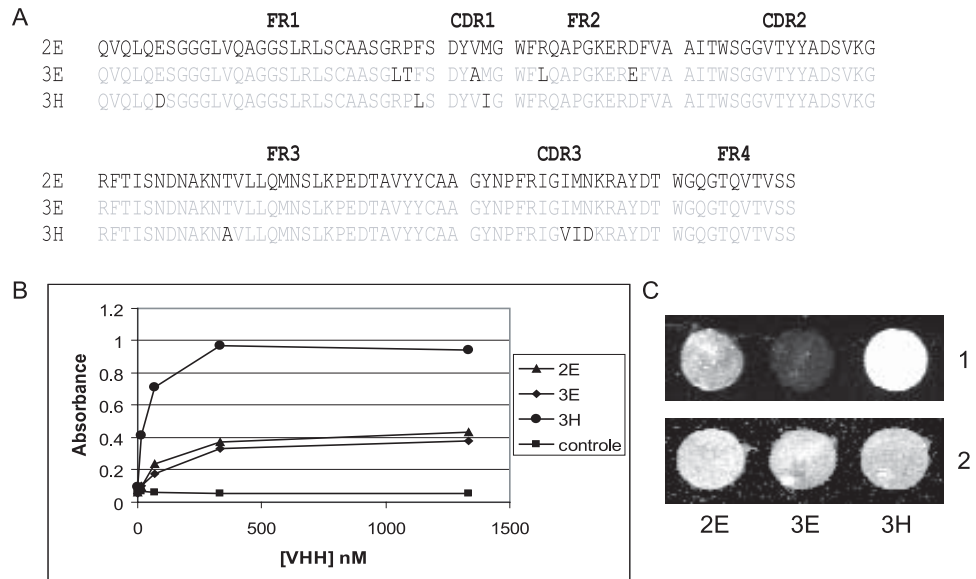 A
FR1 CDR1 FR2 CDR2
2E QVQLQESGGGLVQAGGSLRLSCAASGRPFS DYVMG WFRQAPGKERDFVA AITWSGGVTYYADSVKG
3E QVQLQESGGGLVQAGGSLRLSCAASGLTFS DYAMG WFLQAPGKEREFVA AITWSGGVTYYADSVKG
3H QVQLQDSGGGLVQAGGSLRLSCAASGRPLS DYVIG WFRQAPGKERDFVA AITWSGGVTYYADSVKG
FR3 CDR3 FR4
2E RFTISNDNAKNTVLLQMNSLKPEDTAVYYCAA GYNPFRIGIMNKRAYDT WGQGTQVTVSS
3E RFTISNDNAKNTVLLQMNSLKPEDTAVYYCAA GYNPFRIGIMNKRAYDT WGQGTQVTVSS
3H RFTISNDNAKNAVLLQMNSLKPEDTAVYYCAA GYNPFRIGVIDKRAYDT WGQGTQVTVSS
B
1.2
1
0.8
0.6
0.4
0.2
0
Absorbance
0 500 1000 1500
[VHH] nM
2E
3E
3H
controle
C
1
2
2E 3E 3H